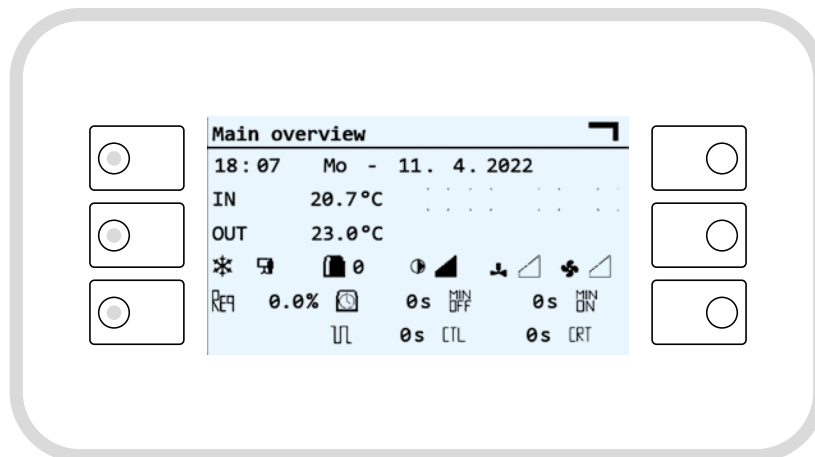 Main overview
18:07 Mo - 11. 4.2022
IN 20.7°C
OUT 23.0°C
0
REQ 0.0% 0s MIN OFF 0s MIN ON
0s CTL 0s CRT